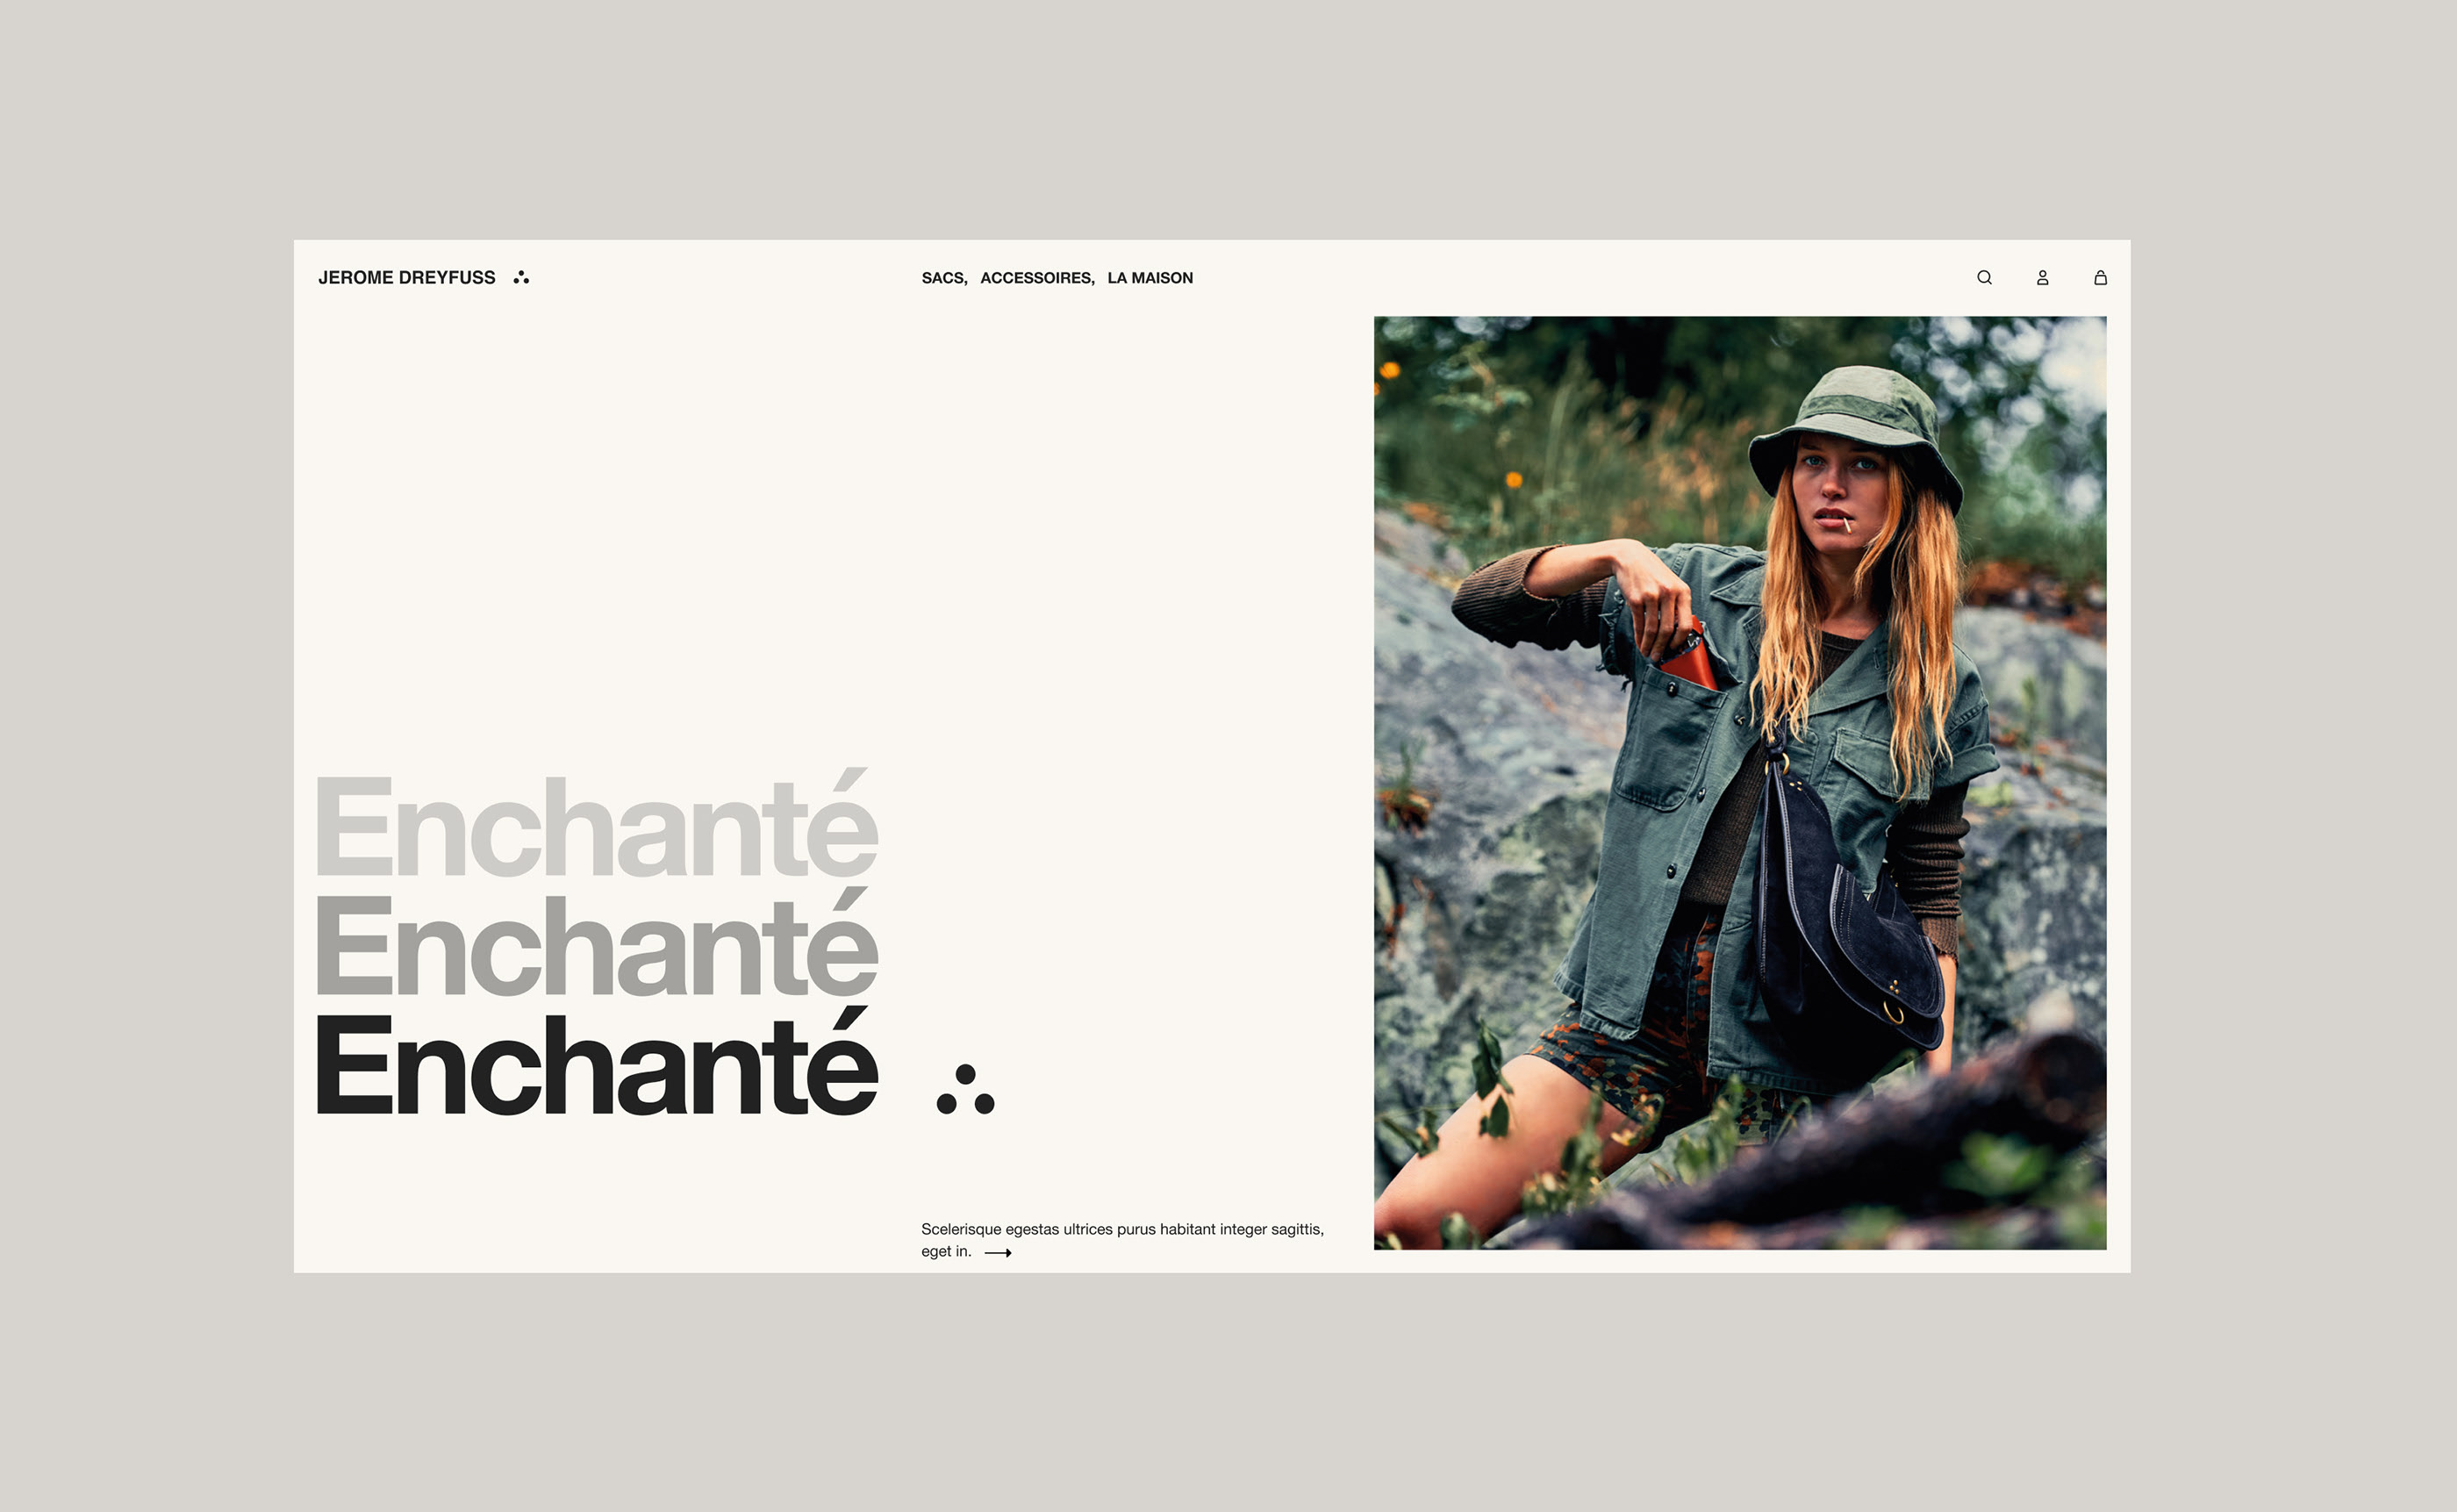 JEROME DREYFUSS
SACS, ACCESSOIRES, LA MAISON
Enchanté
Enchanté
Enchanté
Scelerisque egestas ultrices purus habitant integer sagittis,
eget in.